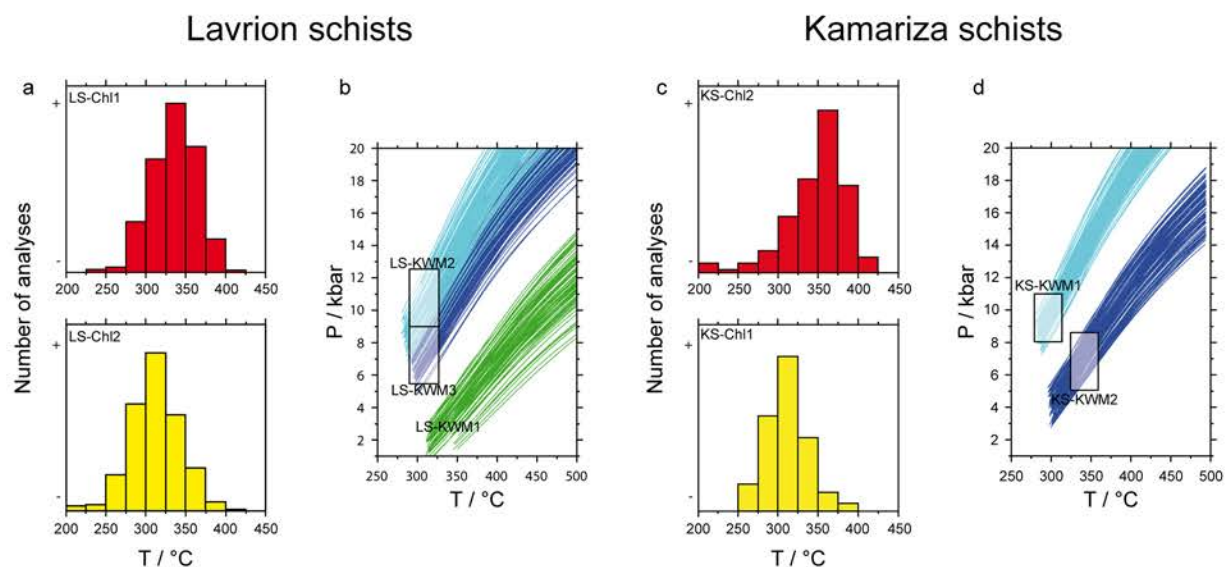 Lavrion schists
Kamariza schists
a
LS-Chl1
+
-
200 250 300 350 400 450
Number of analyses
LS-Chl2
+
-
200 250 300 350 400 450
T / °C
b
20
18
16
14
12
10
8
6
4
2
P / kbar
LS-KWM2
LS-KWM3
LS-KWM1
250 300 350 400 450 500
T / °C
c
KS-Chl2
+
-
200 250 300 350 400 450
Number of analyses
KS-Chl1
+
-
200 250 300 350 400 450
T / °C
d
20
18
16
14
12
10
8
6
4
2
P / kbar
KS-KWM1
KS-KWM2
250 300 350 400 450 500
T / °C